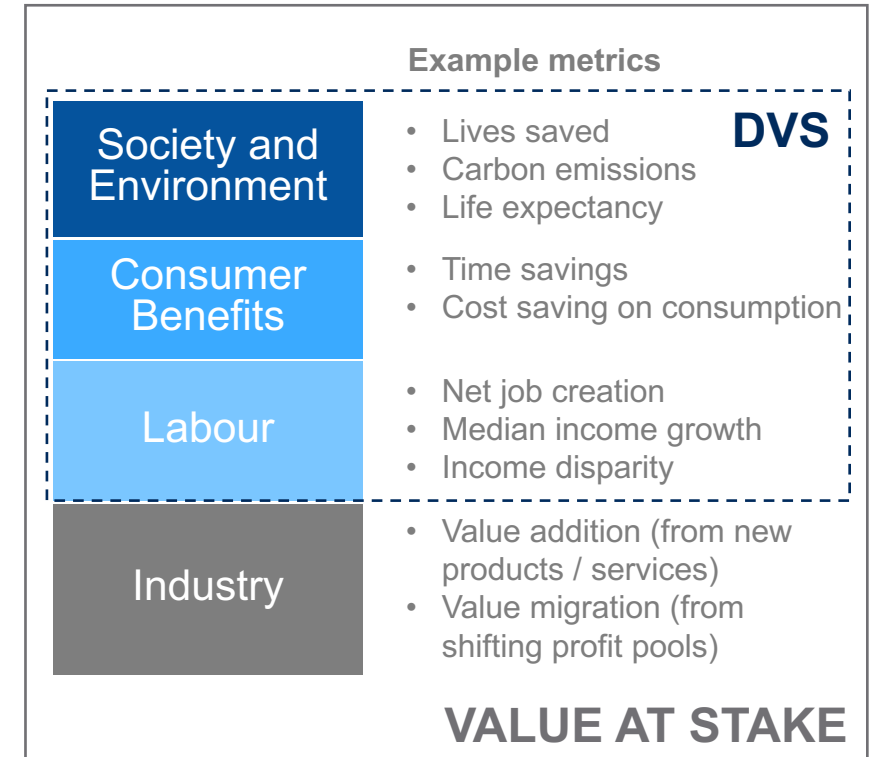 Example metrics
DVS
Society and
Environment
• Lives saved
• Carbon emissions
• Life expectancy
Consumer
Benefits
• Time savings
• Cost saving on consumption
Labour
• Net job creation
• Median income growth
• Income disparity
Industry
• Value addition (from new
products / services)
• Value migration (from
shifting profit pools)
VALUE AT STAKE